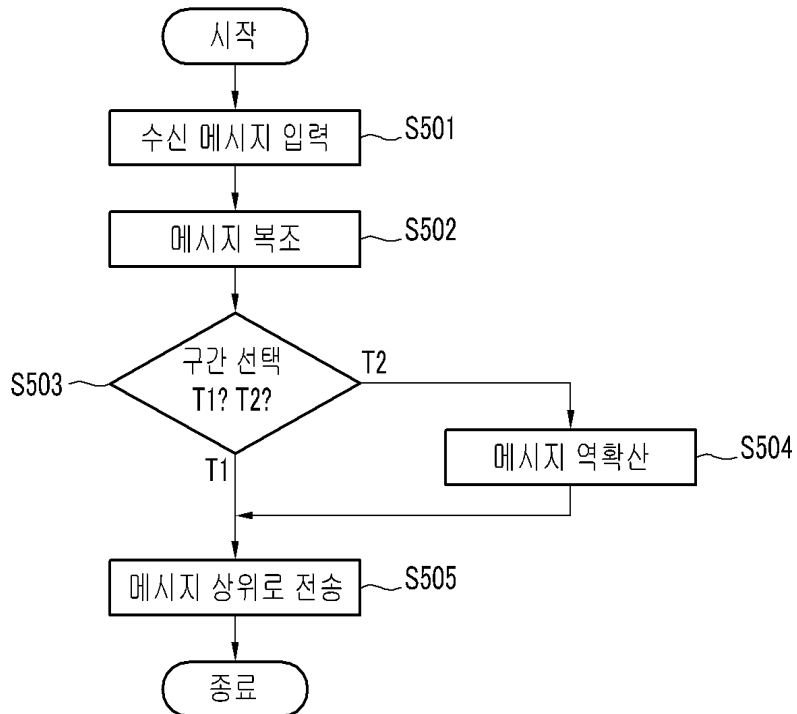 시작
수신 메시지 입력
S501
메시지 복조
S502
구간 선택
T1? T2?
S503
T2
T1
메시지 역확산
S504
메시지 상위로 전송
S505
종료